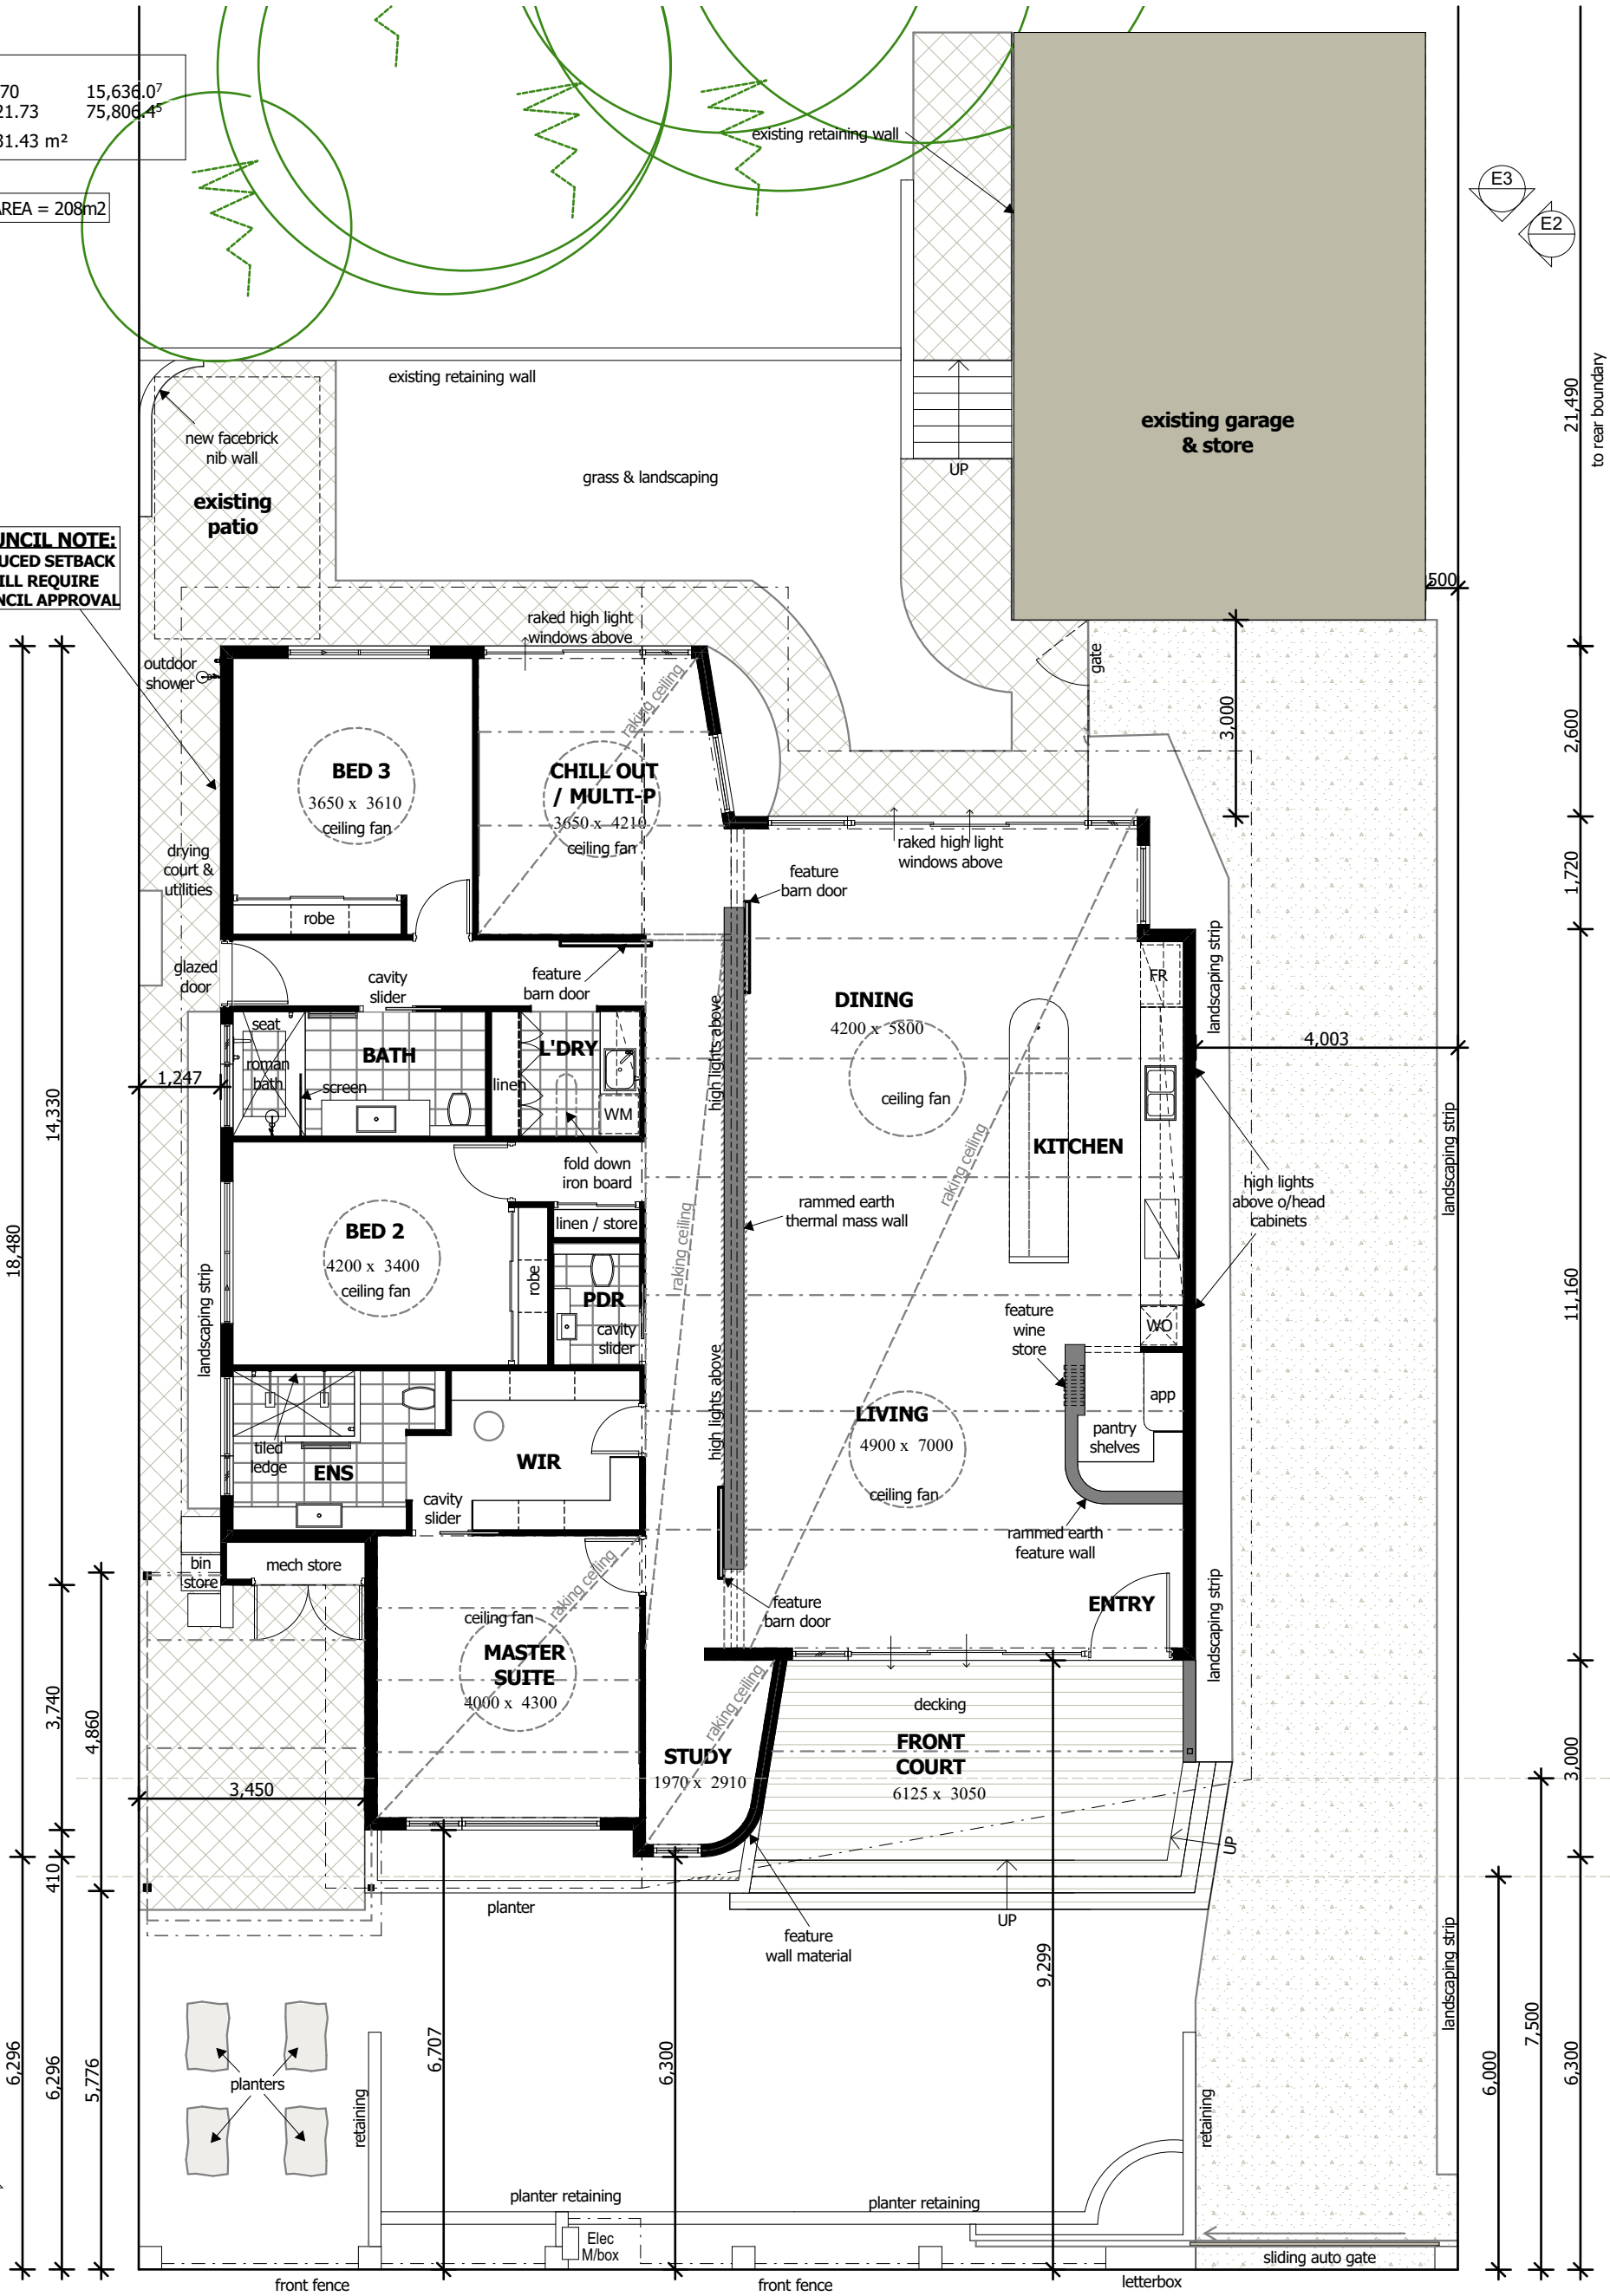 70 15,636.0⁷
21.73 75,806.4⁵
31.43 m²
AREA = 208m2
existing retaining wall
E3
E2
existing retaining wall
21,490
to rear boundary
new facebrick
nib wall
existing
patio
grass & landscaping
UP
existing garage
& store
UNCIL NOTE:
UCED SETBACK
ILL REQUIRE
NCIL APPROVAL
500
raked high light
windows above
outdoor
shower
gate
raking ceiling
3,000
2,600
BED 3
3650 x 3610
ceiling fan
CHILL OUT
/ MULTI-P
3650 x 4210
ceiling fan
drying
court &
utilities
raked high light
windows above
feature
barn door
1,720
robe
glazed
door
cavity
slider
feature
barn door
landscaping strip
FR
DINING
4200 x 5800
ceiling fan
high lights above
seat
roman
bath
BATH
screen
linen
L'DRY
WM
1,247
4,003
14,330
KITCHEN
raking ceiling
landscaping strip
fold down
iron board
high lights
above o/head
cabinets
rammed earth
thermal mass wall
linen / store
BED 2
4200 x 3400
ceiling fan
robe
raking ceiling
18,480
landscaping strip
PDR
cavity
slider
11,160
feature
wine
store
WO
high lights above
app
pantry
shelves
LIVING
4900 x 7000
ceiling fan
tiled
ledge
ENS
WIR
cavity
slider
rammed earth
feature wall
bin
store
mech store
raking ceiling
feature
barn door
ENTRY
landscaping strip
ceiling fan
MASTER
SUITE
4000 x 4300
raking ceiling
decking
3,740
4,860
STUDY
1970 x 2910
FRONT
COURT
6125 x 3050
3,000
3,450
UP
410
planter
UP
feature
wall material
9,299
landscaping strip
7,500
6,000
6,300
6,296
6,296
5,776
6,707
6,300
planters
retaining
retaining
planter retaining
planter retaining
Elec
M/box
sliding auto gate
front fence
front fence
letterbox